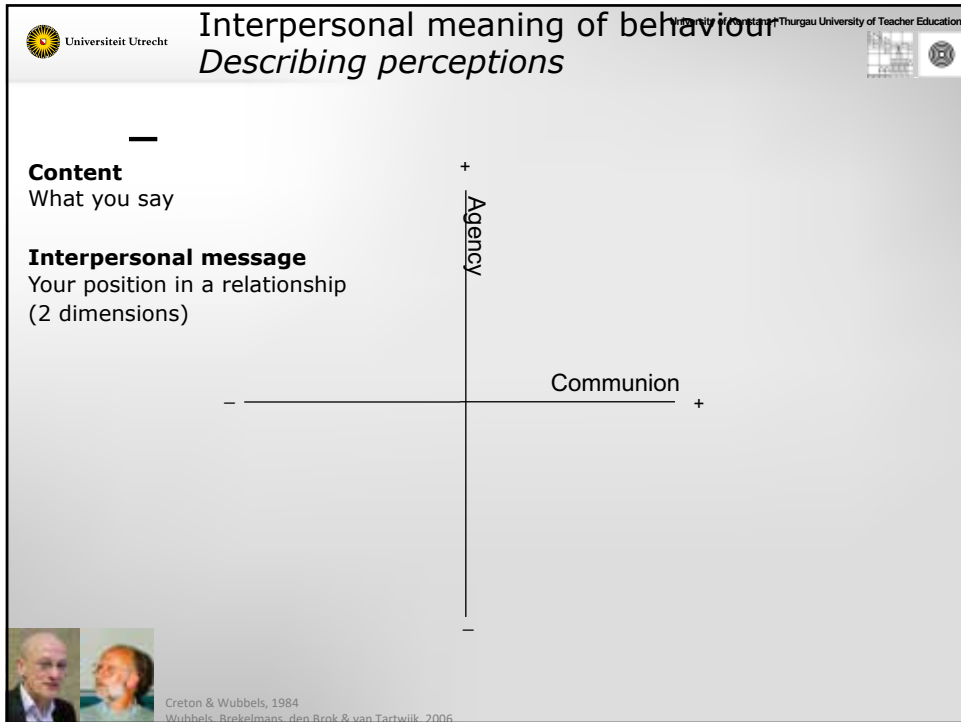 Universiteit Utrecht
Interpersonal meaning of behaviour
Describing perceptions
University of Konstanz Thurgau University of Teacher Education
Content
What you say
Interpersonal message
Your position in a relationship
(2 dimensions)
+
Agency
Communion
–
+
–
Creton & Wubbels, 1984
Wubbels, Brekelmans, den Brok & van Tartwijk, 2006